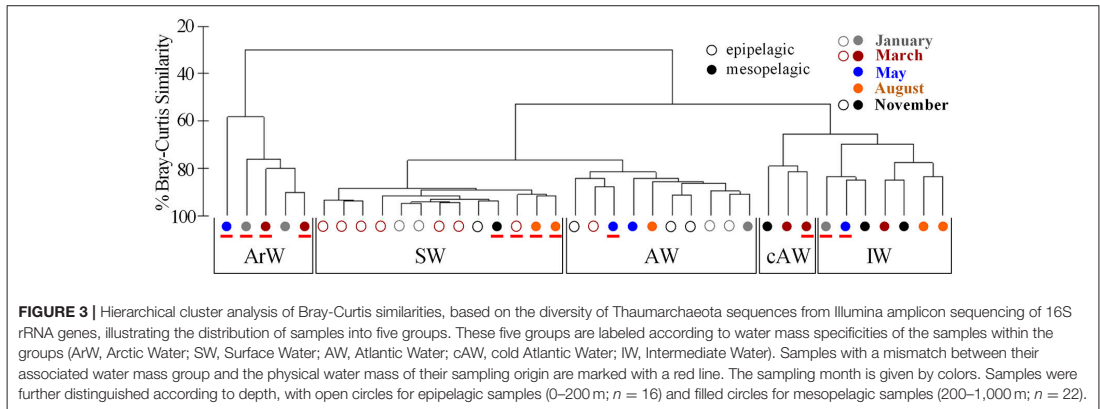 20
40
60
80
100
% Bray-Curtis Similarity
epipelagic
mesopelagic
January
March
May
August
November
ArW
SW
AW
cAW
IW
FIGURE 3 | Hierarchical cluster analysis of Bray-Curtis similarities, based on the diversity of Thaumarchaeota sequences from Illumina amplicon sequencing of 16S
rRNA genes, illustrating the distribution of samples into five groups. These five groups are labeled according to water mass specificities of the samples within the
groups (ArW, Arctic Water; SW, Surface Water; AW, Atlantic Water; cAW, cold Atlantic Water; IW, Intermediate Water). Samples with a mismatch between their
associated water mass group and the physical water mass of their sampling origin are marked with a red line. The sampling month is given by colors. Samples were
further distinguished according to depth, with open circles for epipelagic samples (0–200 m; n = 16) and filled circles for mesopelagic samples (200–1,000 m; n = 22).